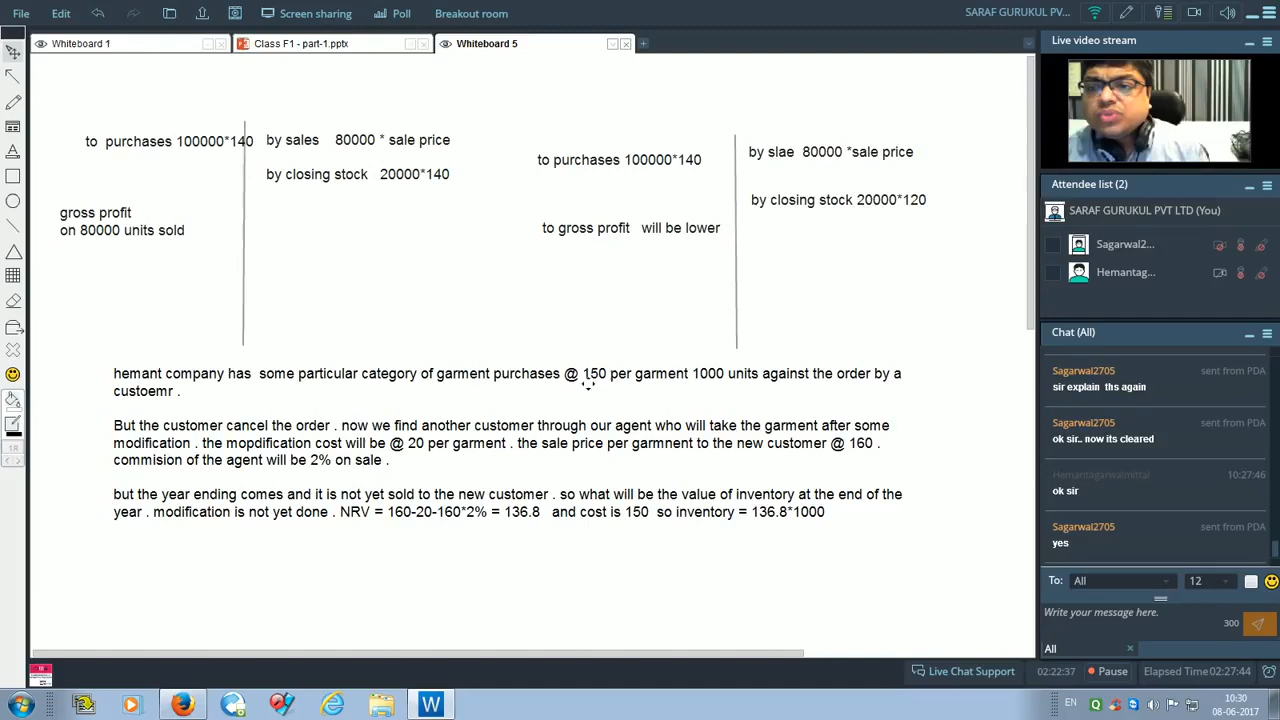 File Edit Screen sharing Poll Breakout room SARAF GURUKUL PV...
Whiteboard 1 Class F1 - part-1.pptx Whiteboard 5
Live video stream
to purchases 100000*140
by sales 80000 * sale price
by closing stock 20000*140
gross profit
on 80000 units sold
to purchases 100000*140
by slae 80000 *sale price
by closing stock 20000*120
to gross profit will be lower
hemant company has some particular category of garment purchases @ 150 per garment 1000 units against the order by a
custoemr .
But the customer cancel the order . now we find another customer through our agent who will take the garment after some
modification . the mopdification cost will be @ 20 per garment . the sale price per garmnent to the new customer @ 160 .
commision of the agent will be 2% on sale .
but the year ending comes and it is not yet sold to the new customer . so what will be the value of inventory at the end of the
year . modification is not yet done . NRV = 160-20-160*2% = 136.8 and cost is 150 so inventory = 136.8*1000
Attendee list (2)
SARAF GURUKUL PVT LTD (You)
Sagarwal2...
Hemantag...
Chat (All)
Sagarwal2705 sent from PDA
sir explain ths again
Sagarwal2705 sent from PDA
ok sir.. now its cleared
Hemantagarwalmittal 10:27:46
ok sir
Sagarwal2705 sent from PDA
yes
To: All 12
Write your message here.
300
All
Live Chat Support 02:22:37 Pause Elapsed Time 02:27:44
EN 10:30
08-06-2017